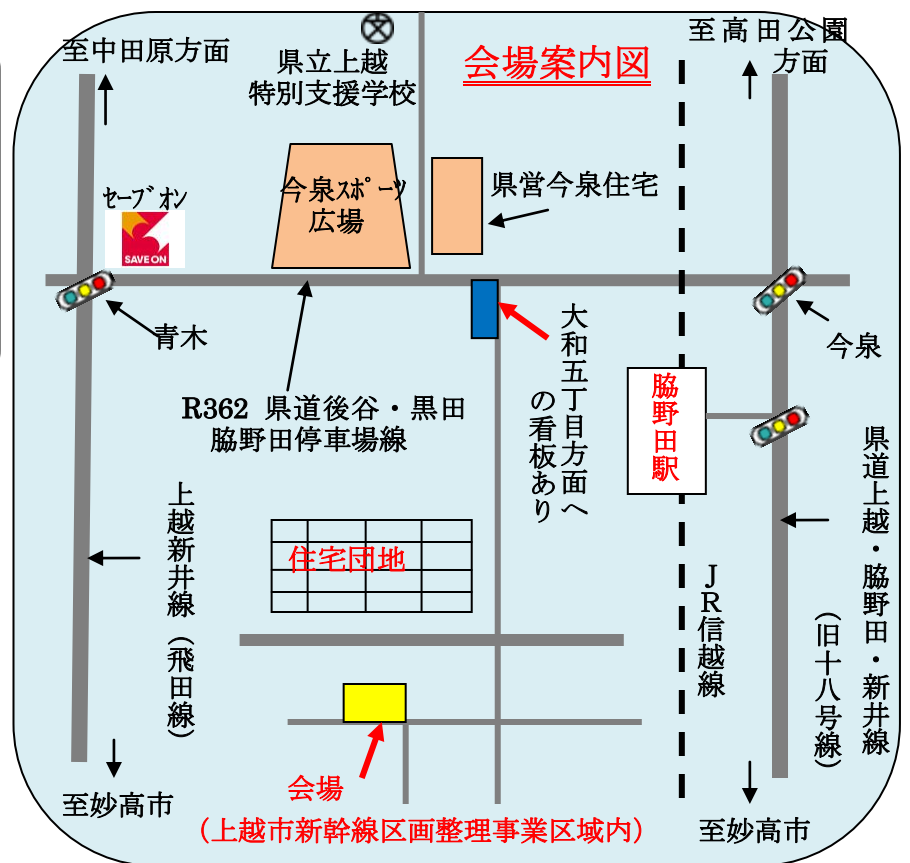 会場案内図
至中田原方面
県立上越
特別支援学校
至高田公園
方面
セーブオン
SAVE ON
今泉スポーツ
広場
県営今泉住宅
青木
今泉
R362 県道後谷・黒田
脇野田停車場線
大和五丁目方面へ
の看板あり
脇野田駅
県道上越・脇野田・新井線
(旧十八号線)
上越新井線(飛田線)
住宅団地
JR信越線
会場
(上越市新幹線区画整理事業区域内)
至妙高市
至妙高市